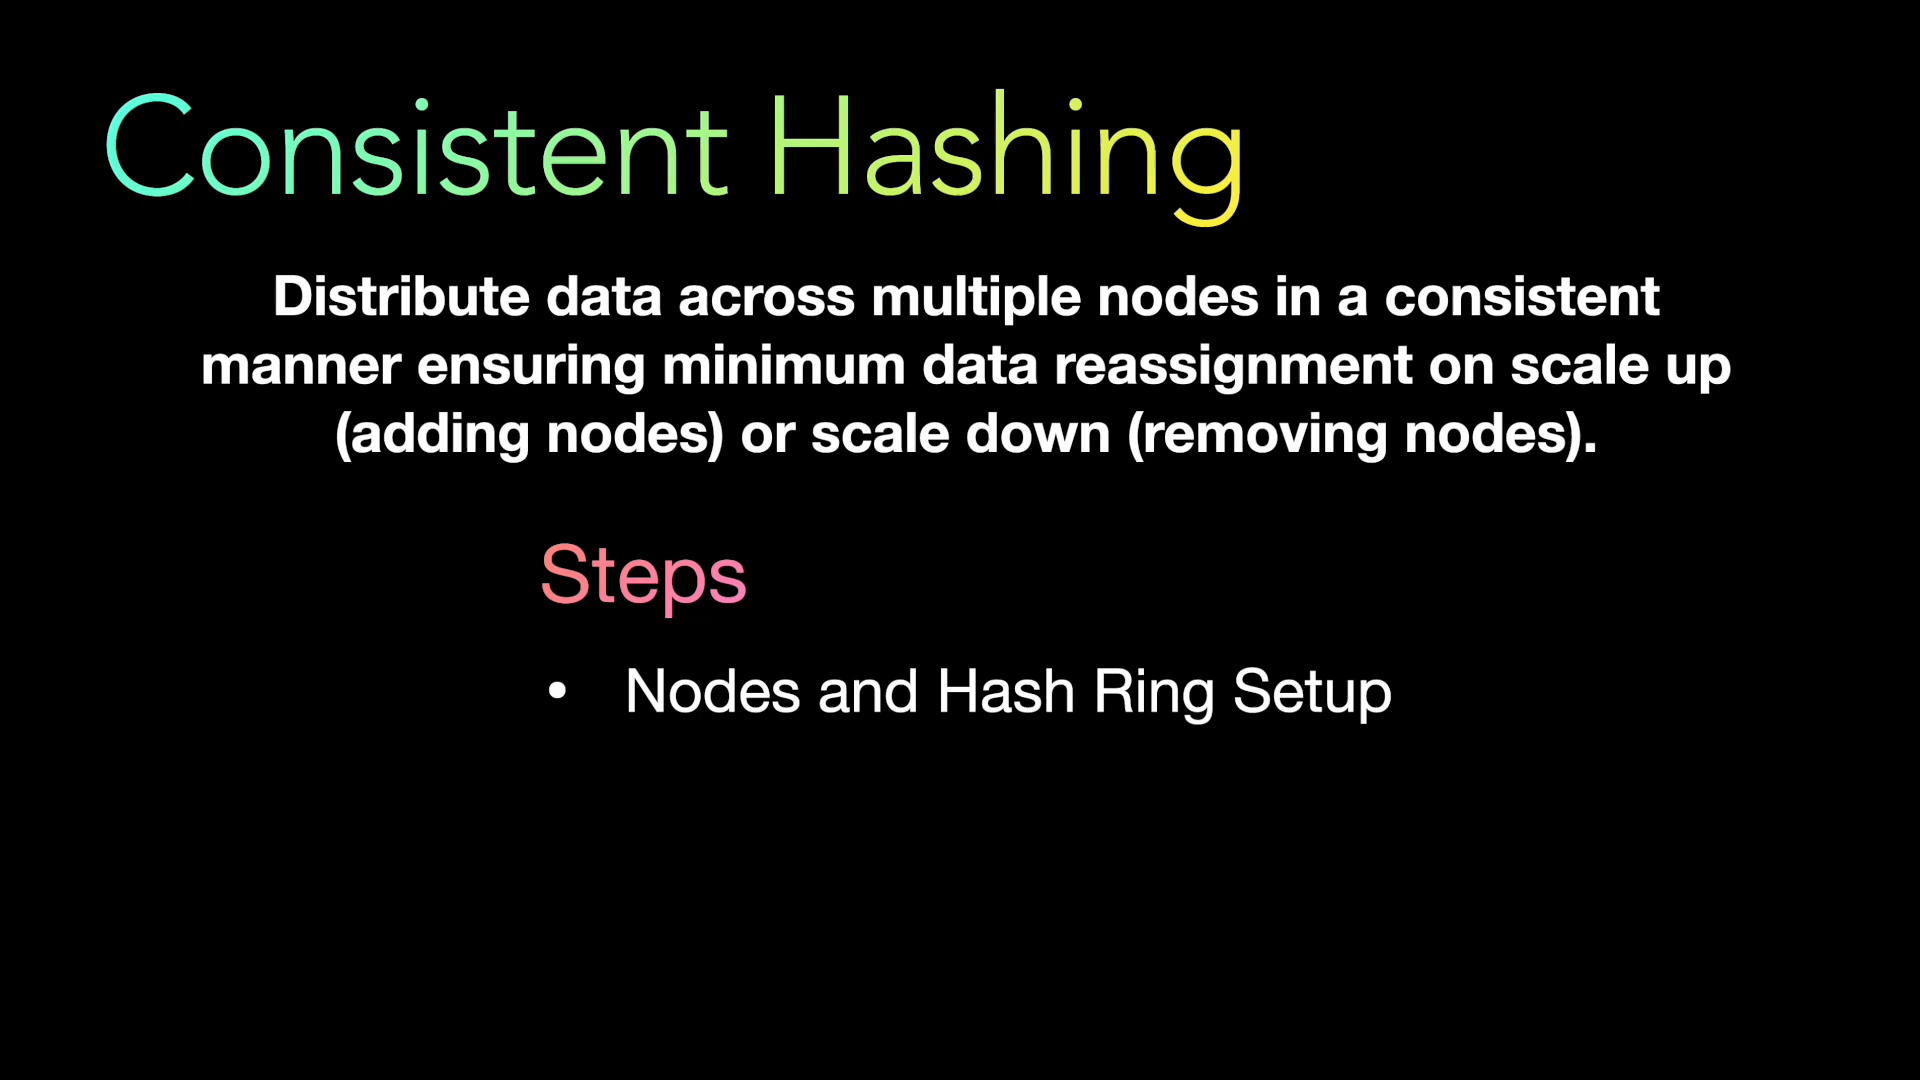 Consistent Hashing
Distribute data across multiple nodes in a consistent
manner ensuring minimum data reassignment on scale up
(adding nodes) or scale down (removing nodes).
Steps
• Nodes and Hash Ring Setup